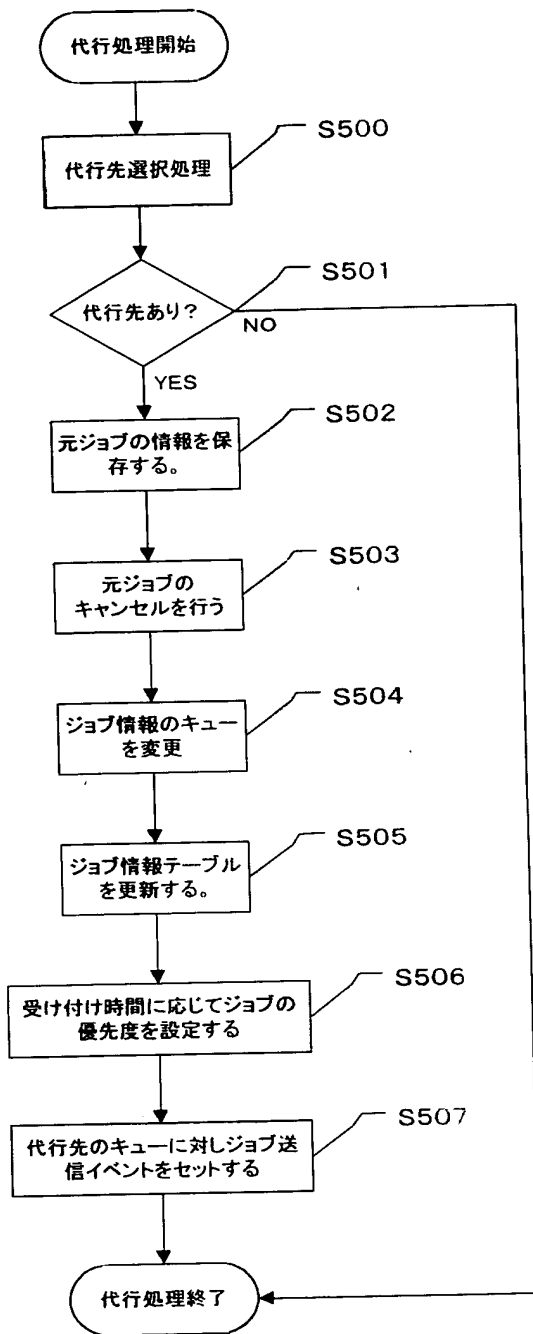 代行処理開始
S500
代行先選択処理
S501
代行先あり?
NO
YES
S502
元ジョブの情報を保
存する。
S503
元ジョブの
キャンセルを行う
S504
ジョブ情報のキュー
を変更
S505
ジョブ情報テーブル
を更新する。
S506
受け付け時間に応じてジョブの
優先度を設定する
S507
代行先のキューに対しジョブ送
信イベントをセットする
代行処理終了